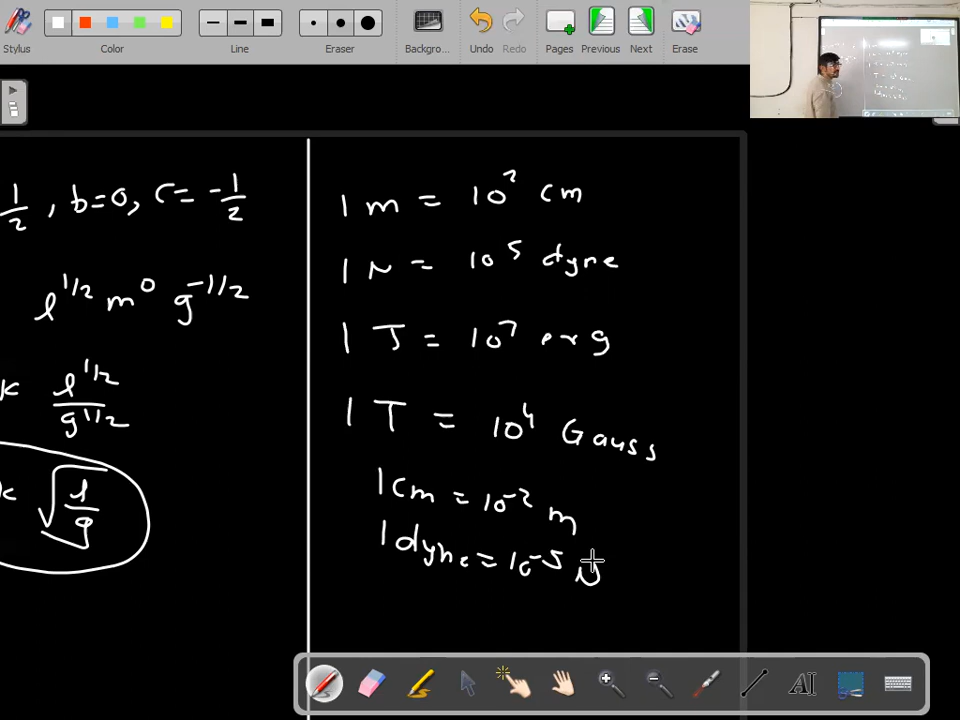 Stylus
Color
Line
Eraser
Backgro...
Undo
Redo
Pages
Previous
Next
Erase
1/2 , b=0, c= -1/2
l^1/2 m^0 g^-1/2
l^1/2 / g^1/2
√(l/g)
1 m = 10^2 cm
1 N = 10^5 dyne
1 J = 10^7 erg
1 T = 10^4 Gauss
1 cm = 10^-2 m
1 dyne = 10^-5 N
AI